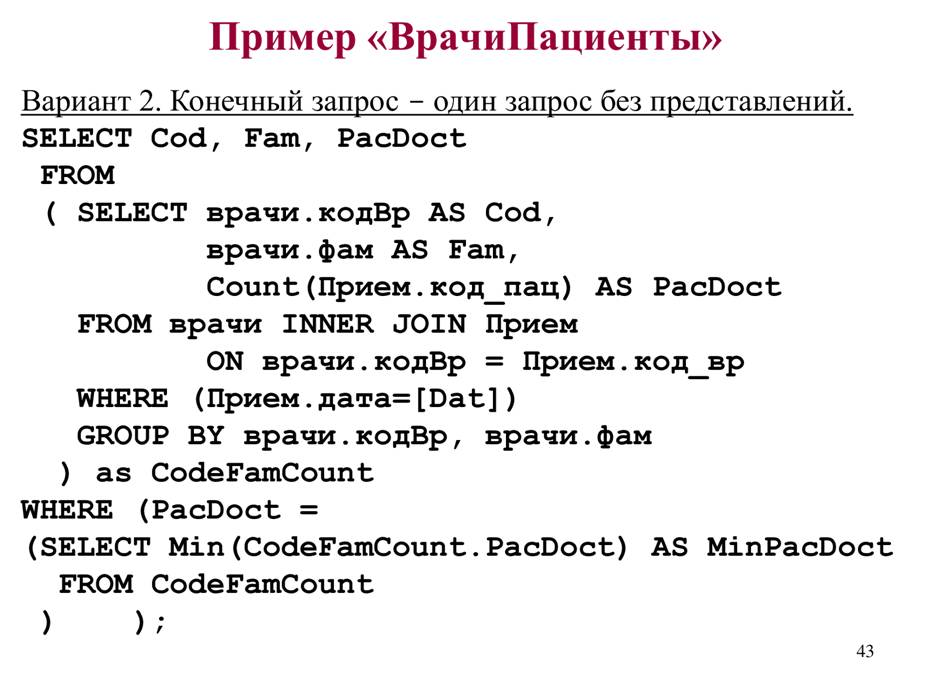 Пример «ВрачиПациенты»
Вариант 2. Конечный запрос – один запрос без представлений.
SELECT Cod, Fam, PacDoct
FROM
( SELECT врачи.кодВр AS Cod,
врачи.фам AS Fam,
Count(Прием.код_пац) AS PacDoct
FROM врачи INNER JOIN Прием
ON врачи.кодВр = Прием.код_вр
WHERE (Прием.дата=[Dat])
GROUP BY врачи.кодВр, врачи.фам
) as CodeFamCount
WHERE (PacDoct =
(SELECT Min(CodeFamCount.PacDoct) AS MinPacDoct
FROM CodeFamCount
) );
43